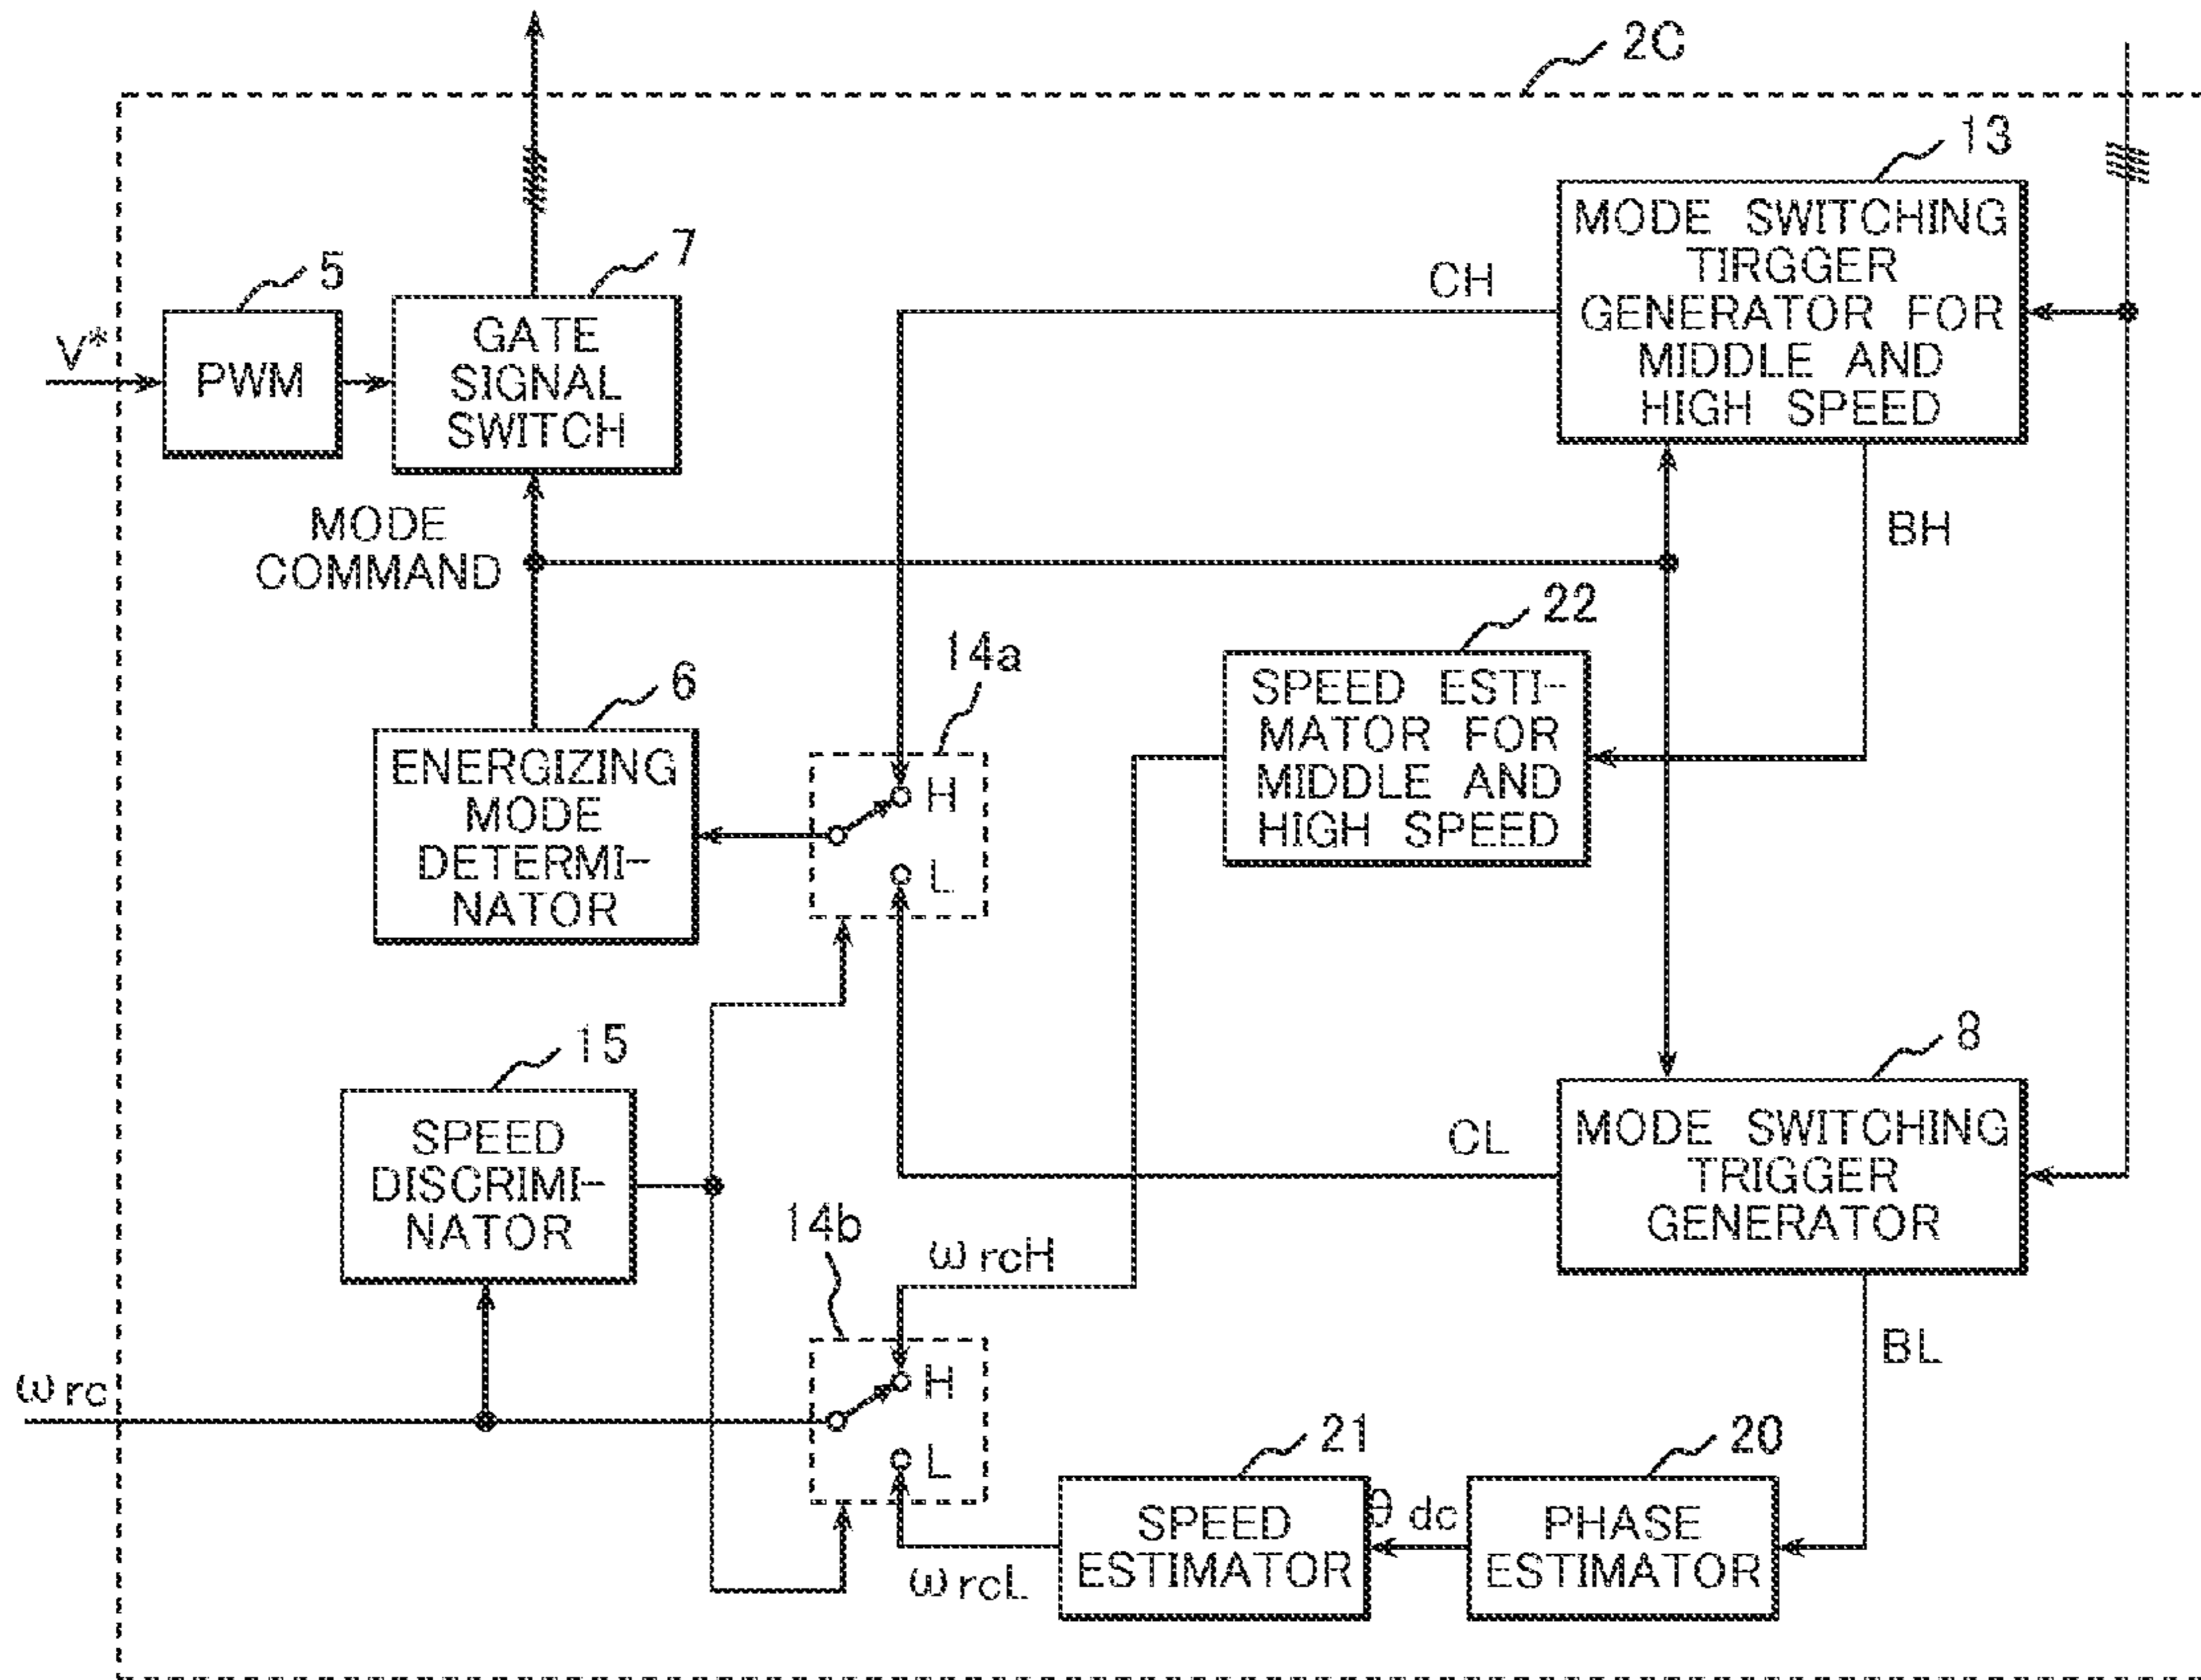 2C
13
MODE SWITCHING
TIRGGER
GENERATOR FOR
MIDDLE AND
HIGH SPEED
7
5
CH
V*
PWM
GATE
SIGNAL
SWITCH
MODE
COMMAND
BH
22
14a
6
SPEED ESTI-
MATOR FOR
MIDDLE AND
HIGH SPEED
ENERGIZING
MODE
DETERMI-
NATOR
H
L
15
8
SPEED
DISCRIMI-
NATOR
CL
MODE SWITCHING
TRIGGER
GENERATOR
14b
ωrcH
BL
ωrc
H
L
21
20
SPEED
ESTIMATOR
θdc
PHASE
ESTIMATOR
ωrcL